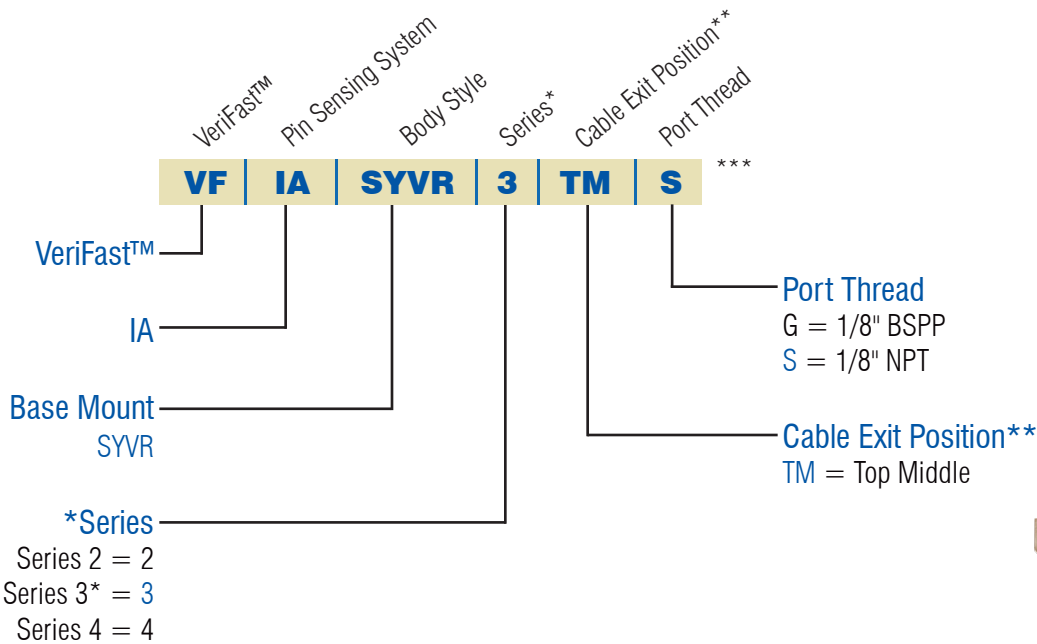 VeriFast™
Pin Sensing System
Body Style
Series*
Cable Exit Position**
Port Thread
VF IA SYVR 3 TM S ***
VeriFast™
IA
Base Mount
SYVR
*Series
Series 2 = 2
Series 3* = 3
Series 4 = 4
Port Thread
G = 1/8" BSPP
S = 1/8" NPT
Cable Exit Position**
TM = Top Middle